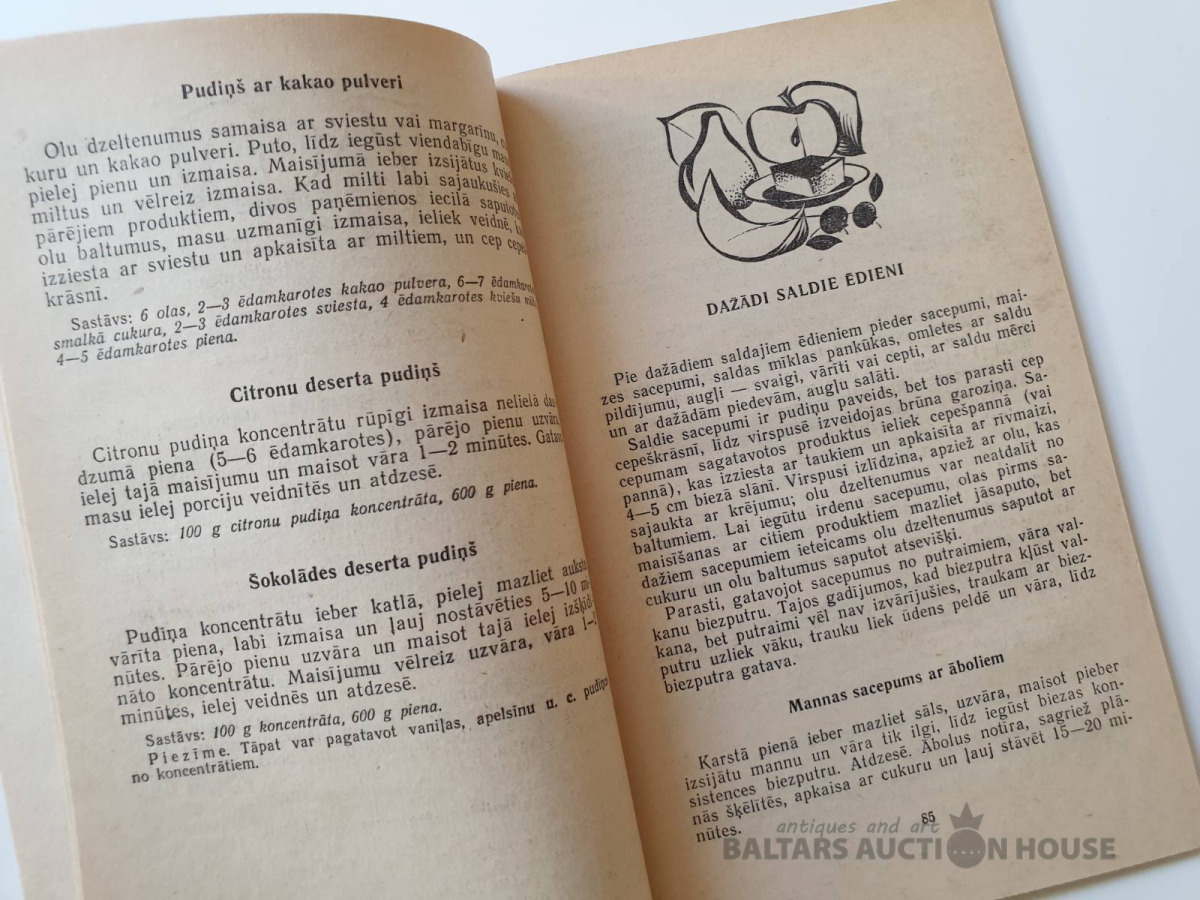 Pudiņš ar kakao pulveri
Olu dzeltenumus samaisa ar sviestu vai margarīnu,
kuru un kakao pulveri. Puto, līdz iegūst viendabīgu
pielej pienu un izmaisa. Maisījumā ieber izsijātus
miltus un vēlreiz izmaisa. Kad milti labi sajaukušies
pārējiem produktiem, divos paņēmienos iecilā
olu baltumus, masu uzmanīgi izmaisa, ieliek veidnē,
izziesta ar sviestu un apkaisīta ar miltiem, un cep
krāsnī.
Sastāvs: 6 olas, 2—3 ēdamkarotes kakao pulvera, 6—7
smalkā cukura, 2—3 ēdamkarotes sviesta, 4 ēdamkarotes kviešu
4—5 ēdamkarotes piena.
Citronu deserta pudiņš
Citronu pudiņa koncentrātu rūpīgi izmaisa nelielā dau-
dzumā piena (5—6 ēdamkarotes), pārējo pienu uzvāra,
ielej tajā maisījumu un maisot vāra 1—2 minūtes. Gatavo
masu ielej porciju veidnītēs un atdzesē.
Sastāvs: 100 g citronu pudiņa koncentrāta, 600 g piena.
Šokolādes deserta pudiņš
Pudiņa koncentrātu ieber katlā, pielej mazliet auksta
vārīta piena, labi izmaisa un ļauj nostāvēties 5—10 mi-
nūtes. Pārējo pienu uzvāra un maisot tajā ielej izšķīdi-
nāto koncentrātu. Maisījumu vēlreiz uzvāra, vāra
minūtes, ielej veidnēs un atdzesē.
Sastāvs: 100 g koncentrāta, 600 g piena.
Piezīme. Tāpat var pagatavot vaniļas, apelsīnu u. c. pudiņu
no koncentrātiem.
DAŽĀDI SALDIE ĒDIENI
Pie dažādiem saldajiem ēdieniem pieder sacepumi, mai-
zes sacepumi, saldas mīklas pankūkas, omletes ar saldu
pildījumu, augļi — svaigi, vārīti vai cepti, ar saldu mērci
un ar dažādām piedevām, augļu salāti.
Saldie sacepumi ir pudiņu paveids, bet tos parasti cep
cepeškrāsnī, līdz virspusē izveidojas brūna garoziņa. Sa-
cepumam sagatavotos produktus ieliek cepešpannā (vai
pannā), kas izziesta ar taukiem un apkaisīta ar rīvmaizi,
4—5 cm biezā slānī. Virspusi izlīdzina, apziež ar olu, kas
sajaukta ar krējumu; olu dzeltenumus var neatdalīt no
baltumiem. Lai iegūtu irdenu sacepumu, olas pirms sa-
maisīšanas ar citiem produktiem mazliet jāsaputo, bet
dažiem sacepumiem ieteicams olu dzeltenumus saputot ar
cukuru un olu baltumus saputot atsevišķi.
Parasti, gatavojot sacepumus no putraimiem, vāra val-
kanu biezputru. Tajos gadījumos, kad biezputra kļūst val-
kana, bet putraimi vēl nav izvārījušies, traukam ar biez-
putru uzliek vāku, trauku liek ūdens peldē un vāra, līdz
biezputra gatava.
Mannas sacepums ar āboliem
Karstā pienā ieber mazliet sāls, uzvāra, maisot pieber
izsijātu mannu un vāra tik ilgi, līdz iegūst biezas kon-
sistences biezputru. Atdzesē. Ābolus notīra, sagriež plā-
nās šķēlītēs, apkaisa ar cukuru un ļauj stāvēt 15—20 mi-
nūtes.
85
antiques and art
BALTARS AUCTION HOUSE